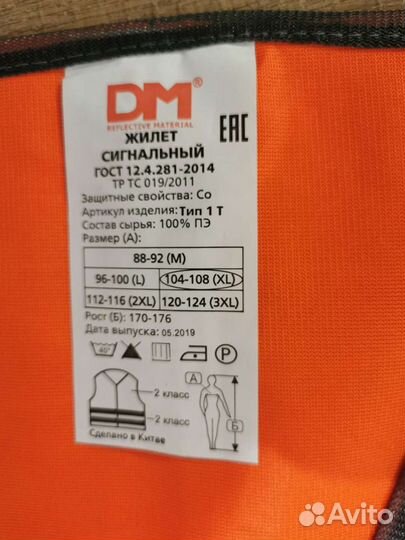 DM®
REFLECTIVE MATERIAL
ЖИЛЕТ
СИГНАЛЬНЫЙ
EAC
ГОСТ 12.4.281-2014
ТР ТС 019/2011
Защитные свойства: Со
Артикул изделия: Тип 1 Т
Состав сырья: 100% ПЭ
Размер (А):
88-92 (M)
96-100 (L) 104-108 (XL)
112-116 (2XL) 120-124 (3XL)
Рост (Б): 170-176
Дата выпуска: 05.2019
40°
P
А
2 класс
2 класс
Б
Сделано в Китае
Avito